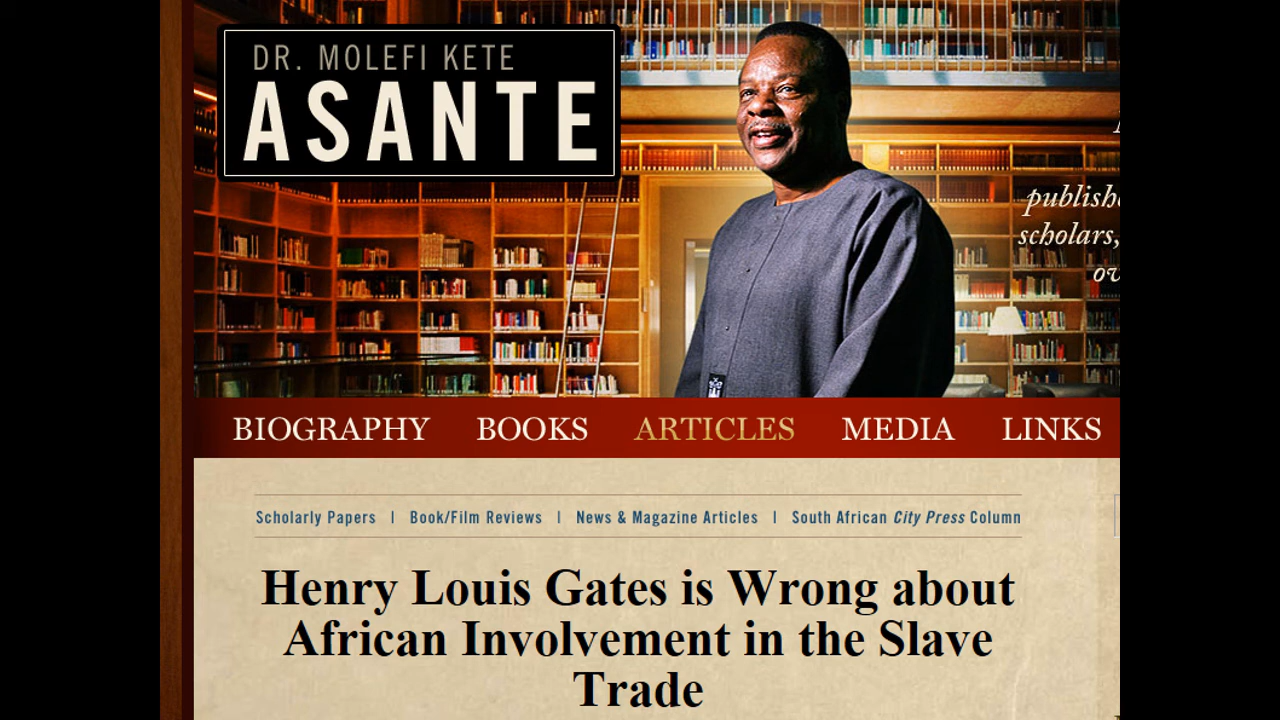 DR. MOLEFI KETE
ASANTE
scholars,
BIOGRAPHY BOOKS ARTICLES MEDIA LINKS
Scholarly Papers | Book/Film Reviews | News & Magazine Articles | South African City Press Column
Henry Louis Gates is Wrong about
African Involvement in the Slave
Trade